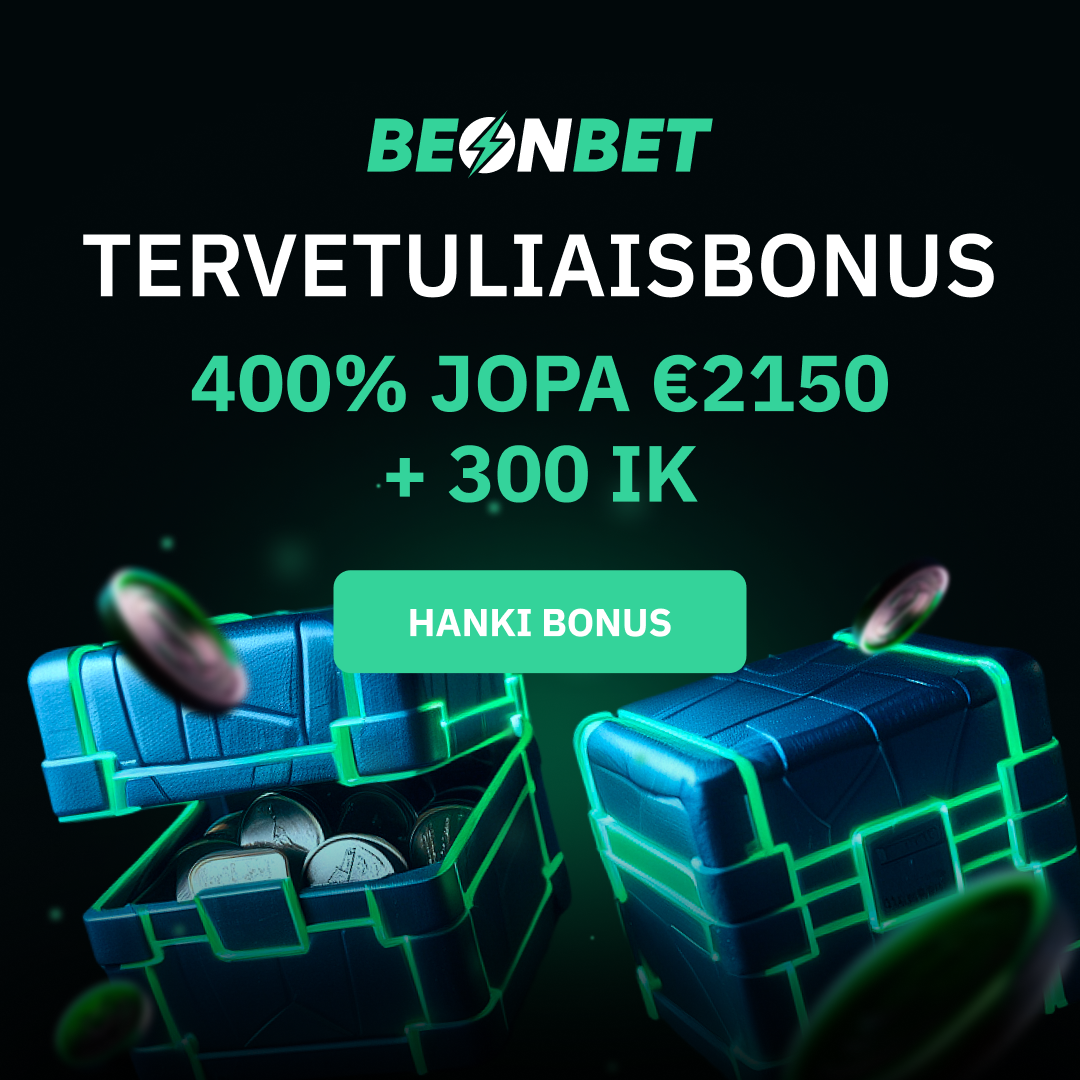 BEONBET
TERVETULIAISBONUS
400% JOPA €2150
+ 300 IK
HANKI BONUS